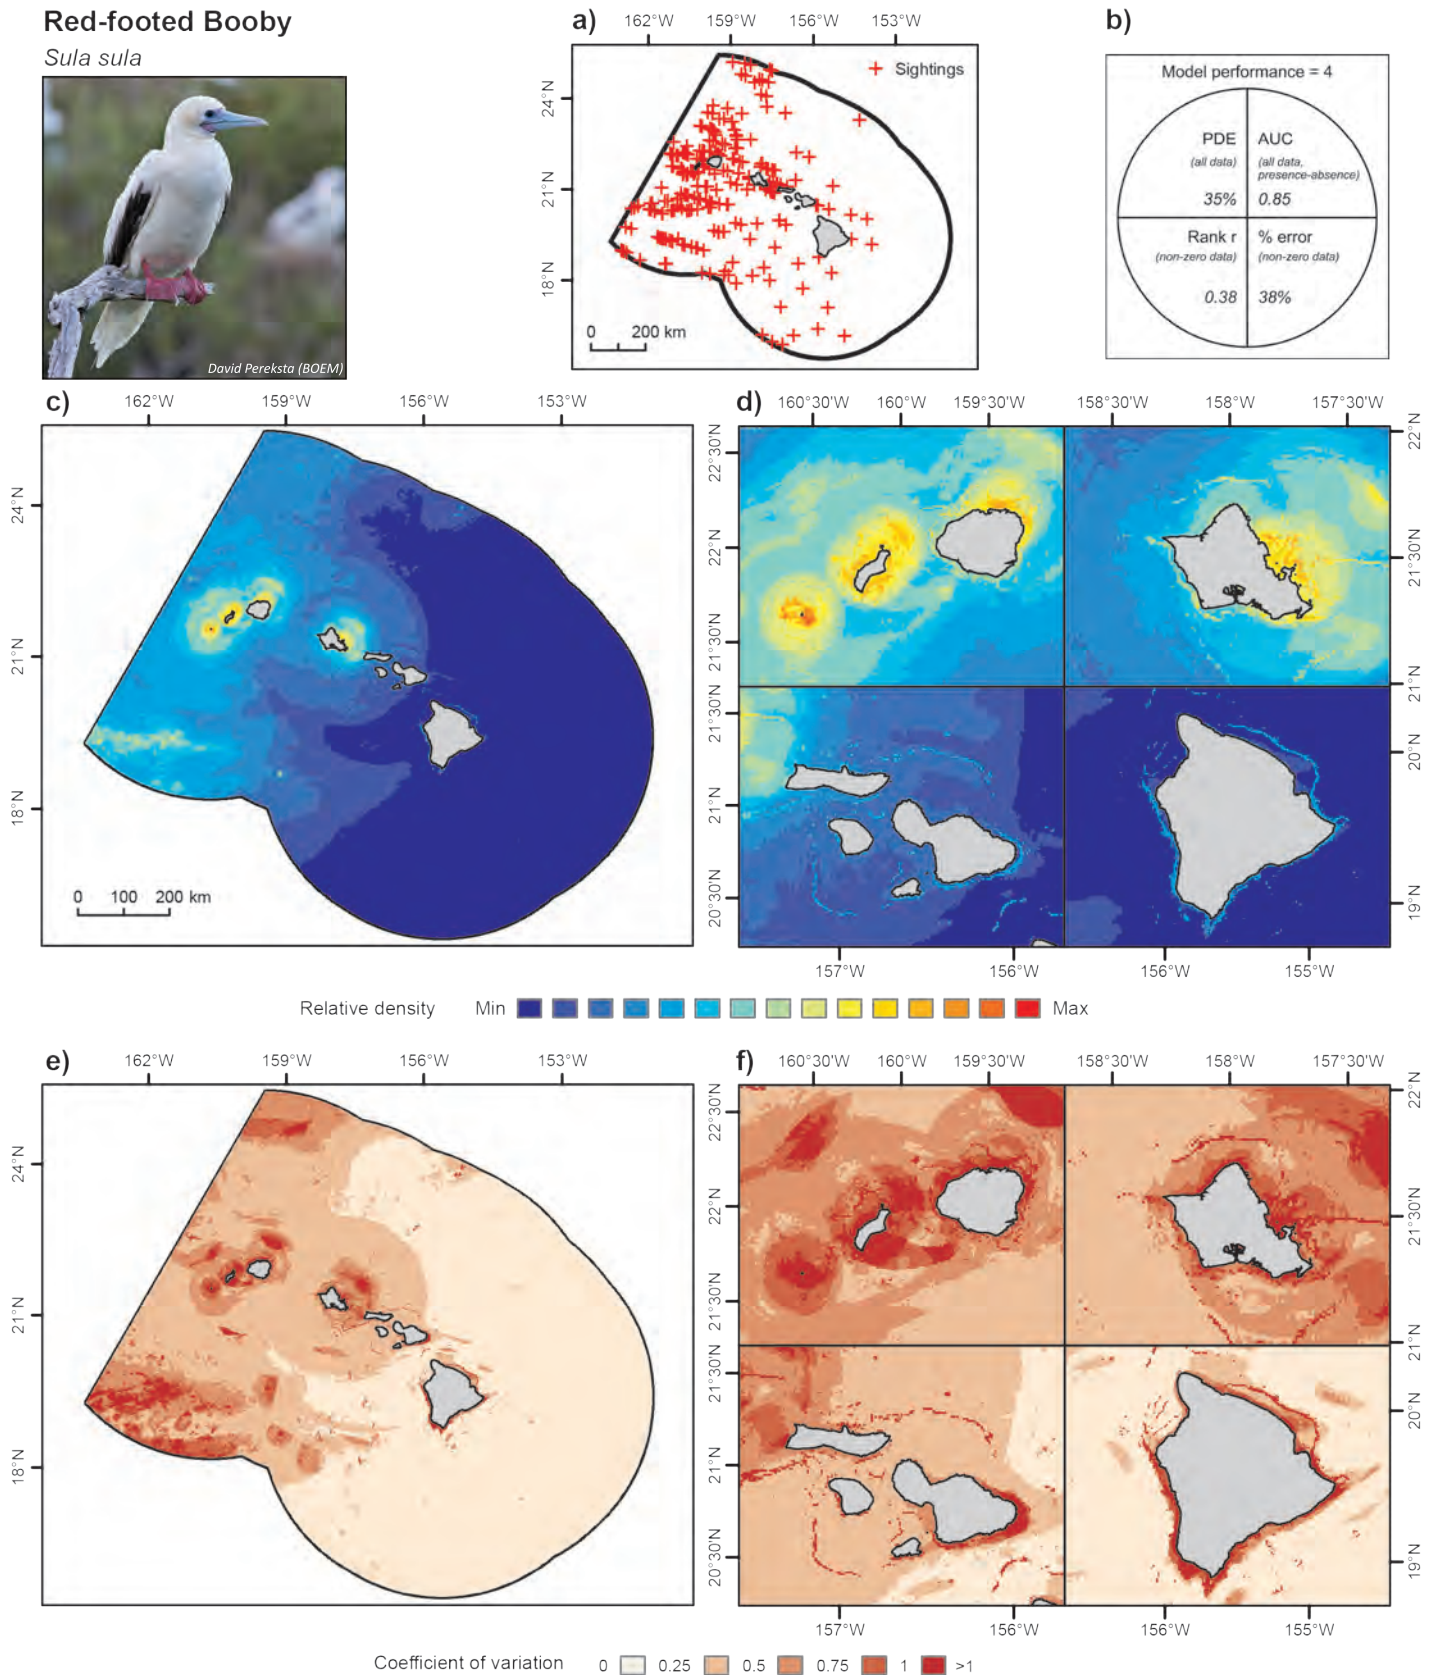 Red-footed Booby
Sula sula
David Pereksta (BOEM)
a)
162°W 159°W 156°W 153°W
24°N
21°N
18°N
Sightings
0 200 km
b)
Model performance = 4
PDE
(all data)
35%
AUC
(all data,
presence-absence)
0.85
Rank r
(non-zero data)
0.38
% error
(non-zero data)
38%
c)
162°W 159°W 156°W 153°W
24°N
21°N
18°N
0 100 200 km
d)
160°30'W 160°W 159°30'W 158°30'W 158°W 157°30'W
22°30'N
22°N
21°30'N
22°N
21°30'N
21°N
21°30'N
21°N
20°30'N
20°N
19°N
157°W 156°W 156°W 155°W
Relative density Min Max
e)
162°W 159°W 156°W 153°W
24°N
21°N
18°N
f)
160°30'W 160°W 159°30'W 158°30'W 158°W 157°30'W
22°30'N
22°N
21°30'N
22°N
21°30'N
21°N
21°30'N
21°N
20°30'N
20°N
19°N
157°W 156°W 156°W 155°W
Coefficient of variation 0 0.25 0.5 0.75 1 >1